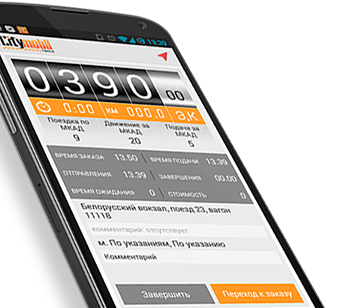 13:39
Citymobil
0390 00
0:00 КМ 000.0 Э.К
Поездка по МКАД Движение за МКАД Подача за МКАД
9 20 5
ВРЕМЯ ЗАКАЗА 13.50 ВРЕМЯ ПОДАЧИ 13.39
ОТПРАВЛЕНИЯ 13.39 ЗАВЕРШЕНИЯ 00.00
ВРЕМЯ ОЖИДАНИЯ 0 СТОИМОСТЬ 0
Белорусский вокзал, поезд 23, вагон
11118
комментарий: отсутствует
м. По указаниям, По указанию
Комментарий
Завершить Переход к заказу